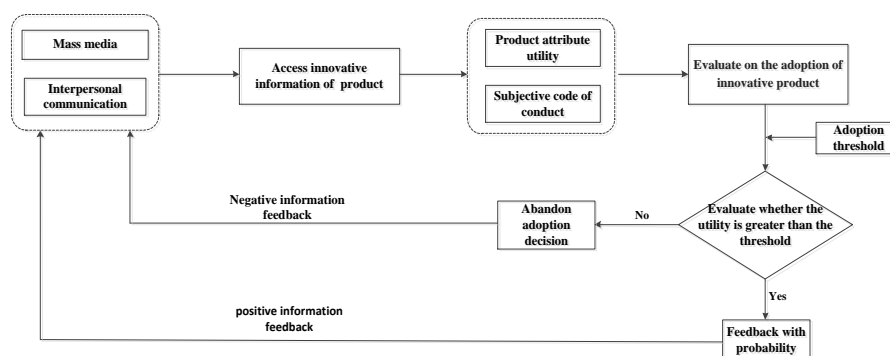 Mass media
Interpersonal
communication
Access innovative
information of product
Product attribute
utility
Subjective code of
conduct
Evaluate on the adoption of
innovative product
Adoption
threshold
Evaluate whether the
utility is greater than the
threshold
No
Abandon
adoption
decision
Negative information
feedback
Yes
Feedback with
probability
positive information
feedback